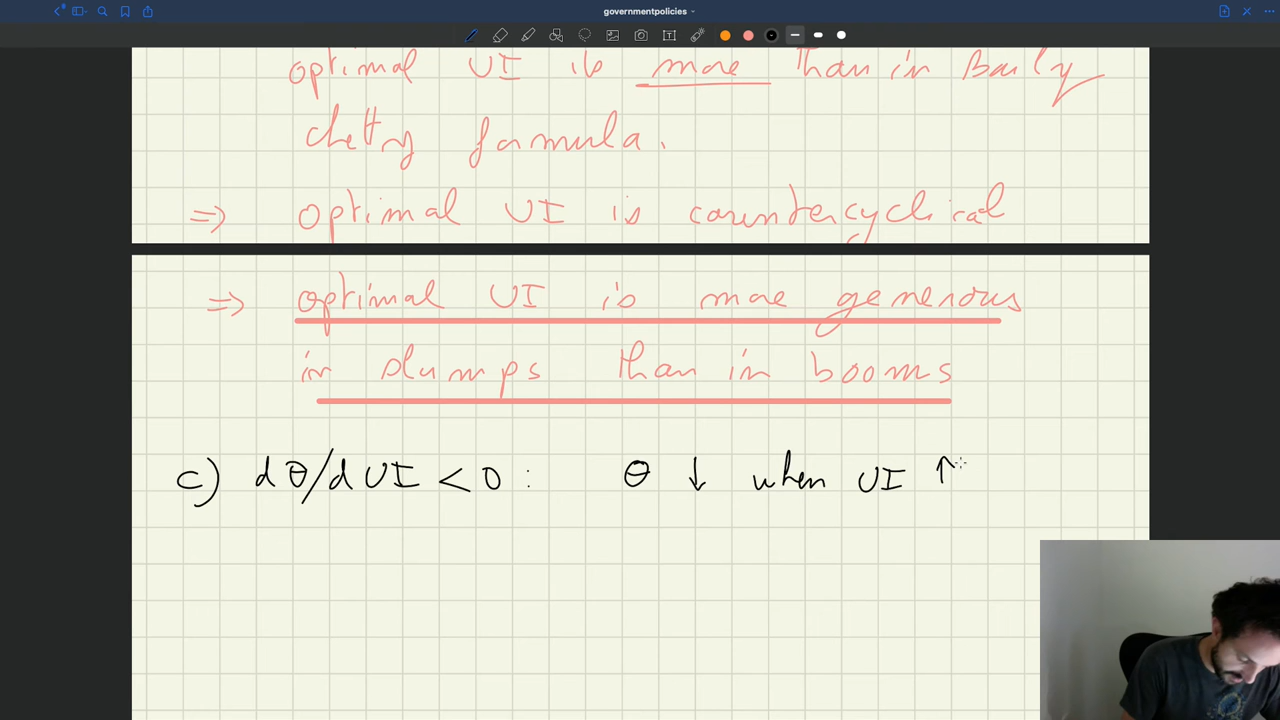 governmentpolicies
optimal UI is more than in Baily
chetty formula.
=> optimal UI is countercyclical
=> optimal UI is more generous
in slumps than in booms
c) dθ/dUI < 0 : θ ↓ when UI ↑